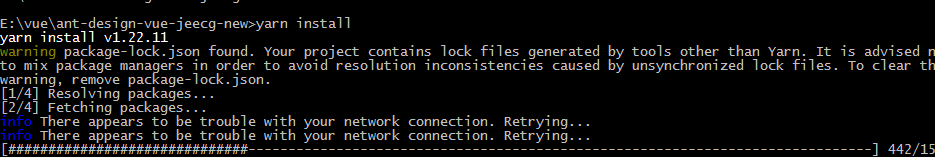 E:\vue\ant-design-vue-jeecg-new>yarn install
yarn install v1.22.11
warning package-lock.json found. Your project contains lock files generated by tools other than Yarn. It is advised n
to mix package managers in order to avoid resolution inconsistencies caused by unsynchronized lock files. To clear th
warning, remove package-lock.json.
[1/4] Resolving packages...
[2/4] Fetching packages...
info There appears to be trouble with your network connection. Retrying...
info There appears to be trouble with your network connection. Retrying...
[##############################------------------------------------------------------------------------------] 442/15